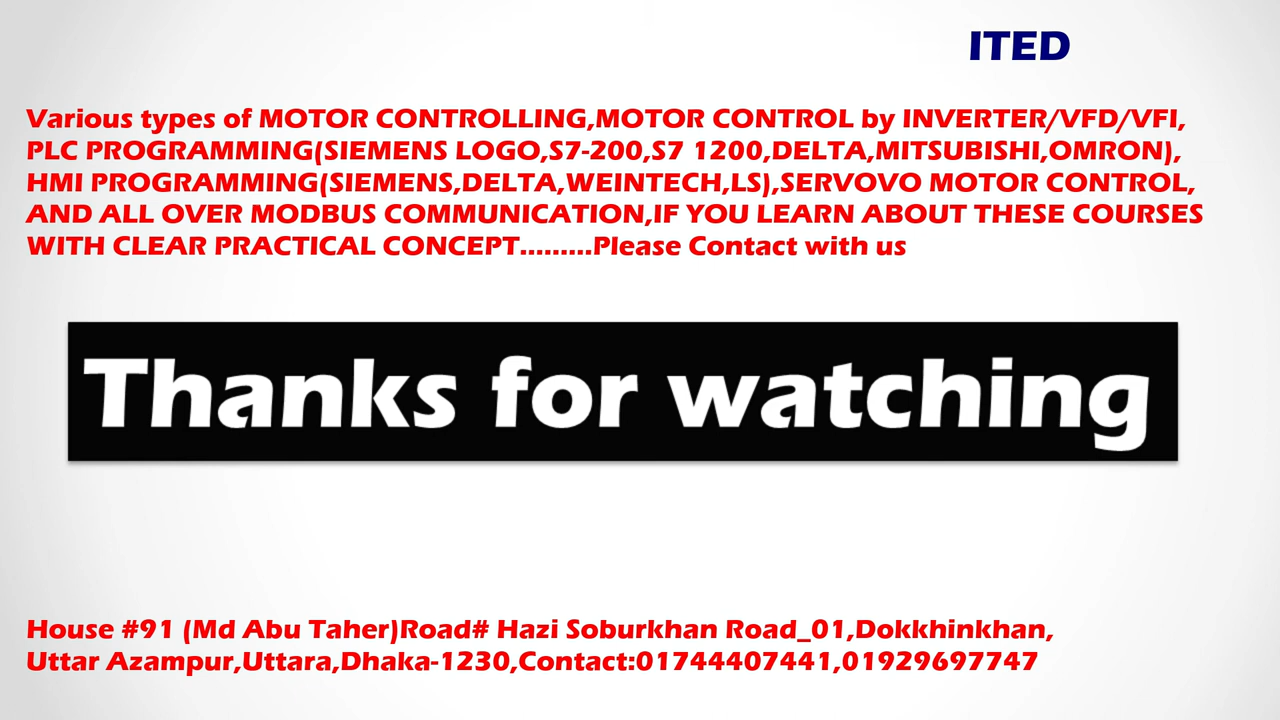 ITED
Various types of MOTOR CONTROLLING,MOTOR CONTROL by INVERTER/VFD/VFI,
PLC PROGRAMMING(SIEMENS LOGO,S7-200,S7 1200,DELTA,MITSUBISHI,OMRON),
HMI PROGRAMMING(SIEMENS,DELTA,WEINTECH,LS),SERVOVO MOTOR CONTROL,
AND ALL OVER MODBUS COMMUNICATION,IF YOU LEARN ABOUT THESE COURSES
WITH CLEAR PRACTICAL CONCEPT.........Please Contact with us
Thanks for watching
House #91 (Md Abu Taher)Road# Hazi Soburkhan Road_01,Dokkhinkhan,
Uttar Azampur,Uttara,Dhaka-1230,Contact:01744407441,01929697747